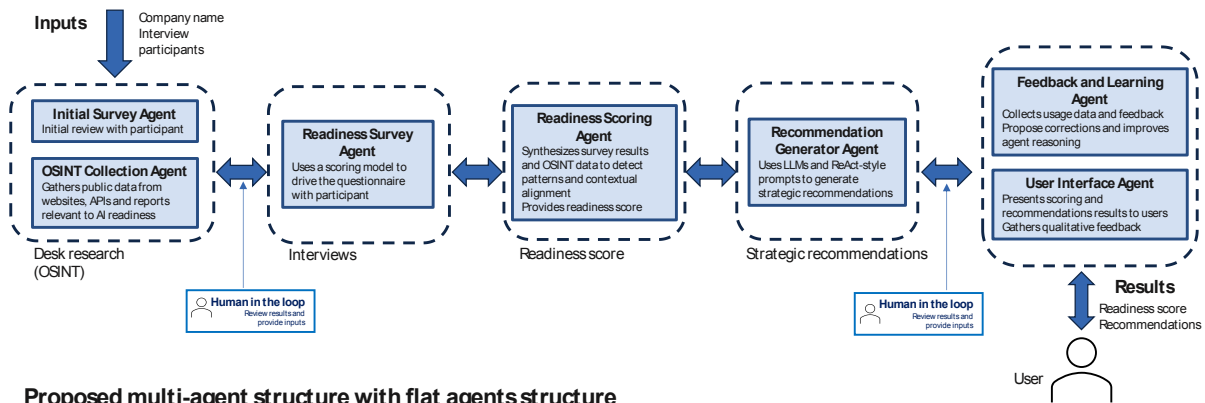 Inputs
Company name
Interview
participants
Initial Survey Agent
Initial review with participant
OSINT Collection Agent
Gathers public data from
websites, APIs and reports
relevant to AI readiness
Desk research
(OSINT)
Human in the loop
Review results and
provide inputs
Readiness Survey
Agent
Uses a scoring model to
drive the questionnaire
with participant
Interviews
Readiness Scoring
Agent
Synthesizes survey results
and OSINT data to detect
patterns and contextual
alignment
Provides readiness score
Readiness score
Recommendation
Generator Agent
Uses LLMs and ReAct-style
prompts to generate
strategic recommendations
Strategic recommendations
Human in the loop
Review results and
provide inputs
Feedback and Learning
Agent
Collects usage data and feedback
Propose corrections and improves
agent reasoning
User Interface Agent
Presents scoring and
recommendations results to users
Gathers qualitative feedback
Results
Readiness score
Recommendations
User
Proposed multi-agent structure with flat agents structure